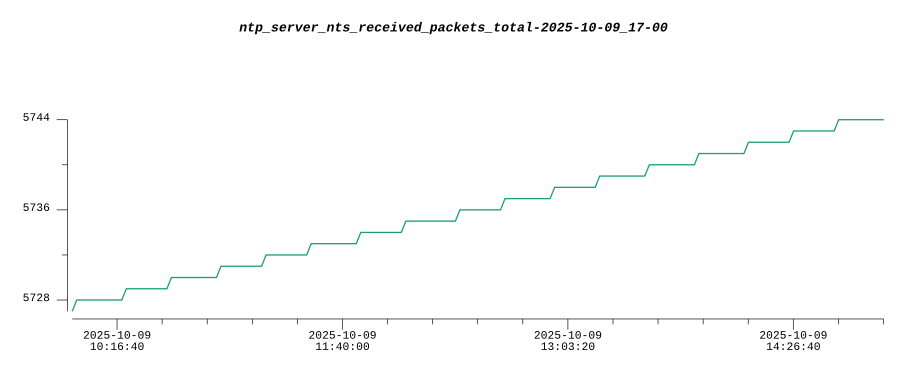 ntp_server_nts_received_packets_total-2025-10-09_17-00
5744
5736
5728
2025-10-09 2025-10-09 2025-10-09 2025-10-09
10:16:40 11:40:00 13:03:20 14:26:40